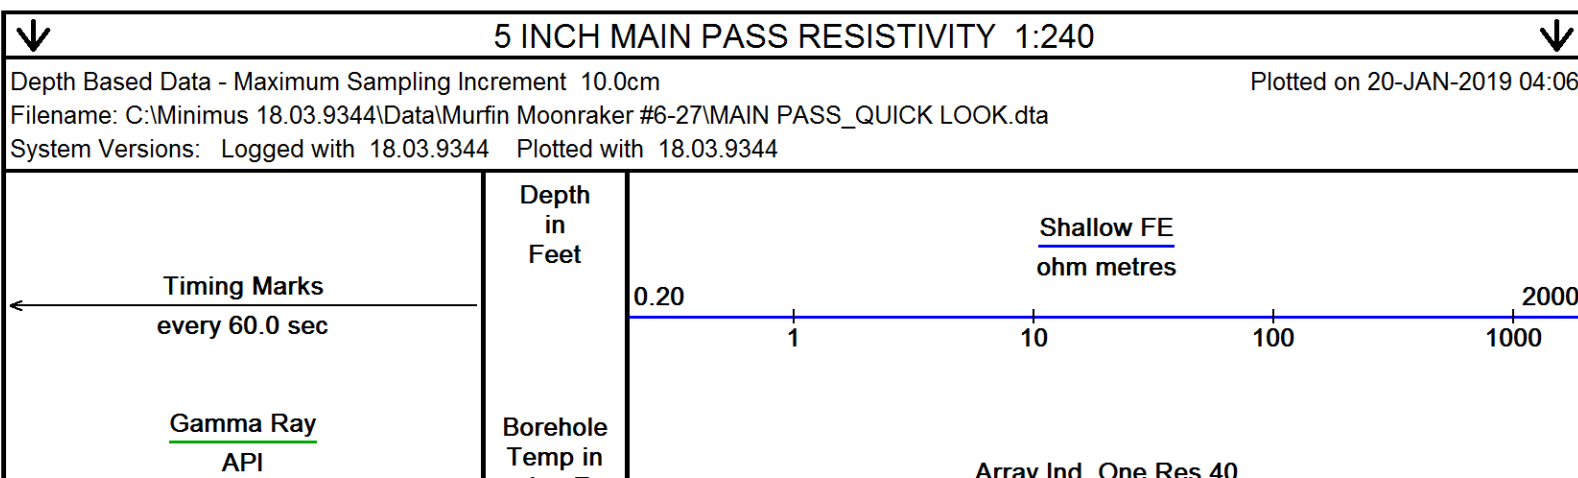 5 INCH MAIN PASS RESISTIVITY 1:240
Depth Based Data - Maximum Sampling Increment 10.0cm Plotted on 20-JAN-2019 04:06
Filename: C:\Minimus 18.03.9344\Data\Murfin Moonraker #6-27\MAIN PASS_QUICK LOOK.dta
System Versions: Logged with 18.03.9344 Plotted with 18.03.9344
Timing Marks
every 60.0 sec
Gamma Ray
API
Depth
in
Feet
Borehole
Temp in
Shallow FE
ohm metres
0.20 2000
1 10 100 1000
Array Ind. One Res 40